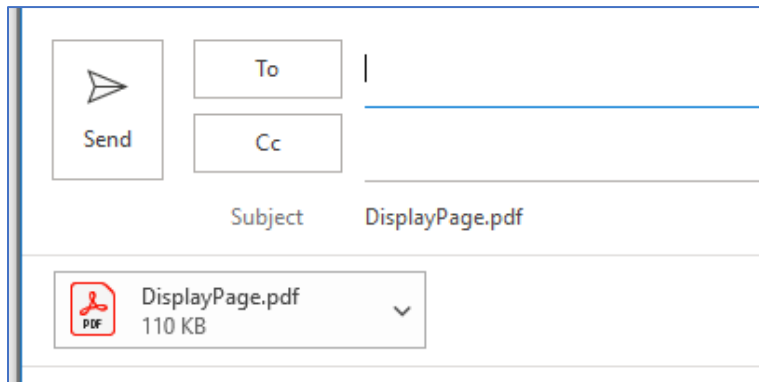 To
Send
Cc
Subject DisplayPage.pdf
DisplayPage.pdf
PDF
110 KB